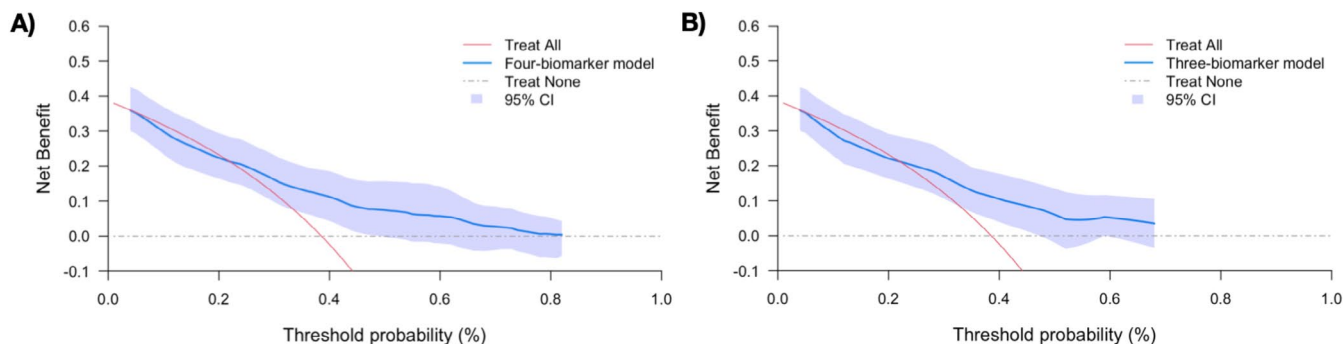 A)
0.6
0.5
0.4
0.3
0.2
0.1
0.0
-0.1
Net Benefit
Treat All
Four-biomarker model
Treat None
95% CI
0.0 0.2 0.4 0.6 0.8 1.0
Threshold probability (%)
B)
0.6
0.5
0.4
0.3
0.2
0.1
0.0
-0.1
Net Benefit
Treat All
Three-biomarker model
Treat None
95% CI
0.0 0.2 0.4 0.6 0.8 1.0
Threshold probability (%)